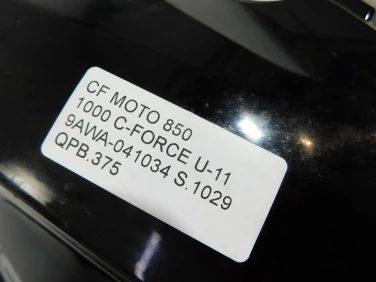 CF MOTO 850
1000 C-FORCE U-11
9AWA-041034 S.1029
QPB.375